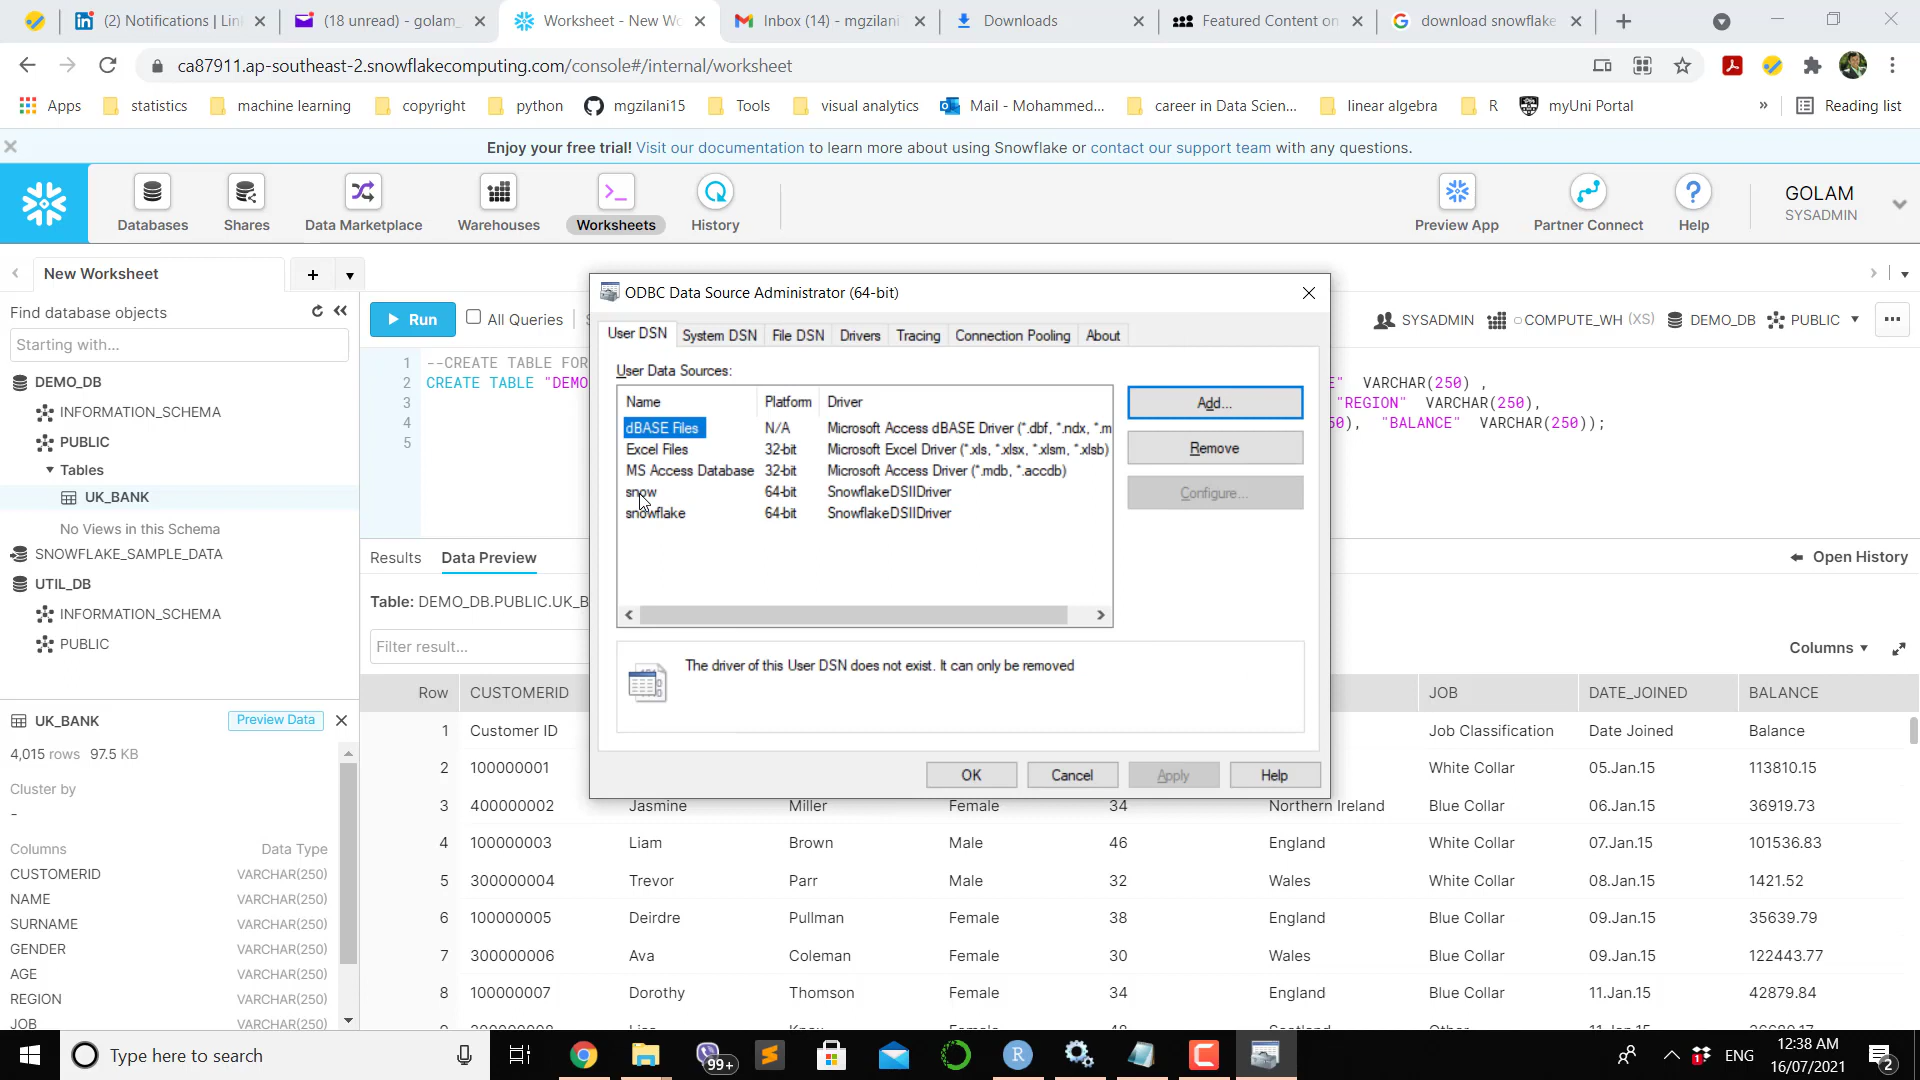 (2) Notifications | Lin
(18 unread) - golam_
Worksheet - New Wo
Inbox (14) - mgzilani
Downloads
Featured Content on
download snowflake
ca87911.ap-southeast-2.snowflakecomputing.com/console#/internal/worksheet
Apps
statistics
machine learning
copyright
python
mgzilani15
Tools
visual analytics
Mail - Mohammed...
career in Data Scien...
linear algebra
R
myUni Portal
»
Reading list
Enjoy your free trial! Visit our documentation to learn more about using Snowflake or contact our support team with any questions.
Databases
Shares
Data Marketplace
Warehouses
Worksheets
History
Preview App
Partner Connect
Help
GOLAM
SYSADMIN
New Worksheet
Find database objects
Starting with...
DEMO_DB
INFORMATION_SCHEMA
PUBLIC
Tables
UK_BANK
No Views in this Schema
SNOWFLAKE_SAMPLE_DATA
UTIL_DB
INFORMATION_SCHEMA
PUBLIC
Run
All Queries
SYSADMIN
COMPUTE_WH (XS)
DEMO_DB
PUBLIC
1 --CREATE TABLE FOR
2 CREATE TABLE "DEMO
E" VARCHAR(250) ,
3
"REGION" VARCHAR(250),
4
50), "BALANCE" VARCHAR(250));
5
ODBC Data Source Administrator (64-bit)
User DSN
System DSN
File DSN
Drivers
Tracing
Connection Pooling
About
User Data Sources:
Name Platform Driver
dBASE Files N/A Microsoft Access dBASE Driver (*.dbf, *.ndx, *.m
Excel Files 32-bit Microsoft Excel Driver (*.xls, *.xlsx, *.xlsm, *.xlsb)
MS Access Database 32-bit Microsoft Access Driver (*.mdb, *.accdb)
snow 64-bit SnowflakeDSIIDriver
snowflake 64-bit SnowflakeDSIIDriver
Add...
Remove
Configure...
The driver of this User DSN does not exist. It can only be removed
OK
Cancel
Apply
Help
Results
Data Preview
Open History
Table: DEMO_DB.PUBLIC.UK_B
Filter result...
Columns
Row CUSTOMERID JOB DATE_JOINED BALANCE
1 Customer ID Job Classification Date Joined Balance
2 100000001 White Collar 05.Jan.15 113810.15
3 400000002 Jasmine Miller Female 34 Northern Ireland Blue Collar 06.Jan.15 36919.73
4 100000003 Liam Brown Male 46 England White Collar 07.Jan.15 101536.83
5 300000004 Trevor Parr Male 32 Wales White Collar 08.Jan.15 1421.52
6 100000005 Deirdre Pullman Female 38 England Blue Collar 09.Jan.15 35639.79
7 300000006 Ava Coleman Female 30 Wales Blue Collar 09.Jan.15 122443.77
8 100000007 Dorothy Thomson Female 34 England Blue Collar 11.Jan.15 42879.84
UK_BANK
Preview Data
4,015 rows 97.5 KB
Cluster by
-
Columns Data Type
CUSTOMERID VARCHAR(250)
NAME VARCHAR(250)
SURNAME VARCHAR(250)
GENDER VARCHAR(250)
AGE VARCHAR(250)
REGION VARCHAR(250)
JOB VARCHAR(250)
Type here to search
99+
ENG
12:38 AM
16/07/2021
2